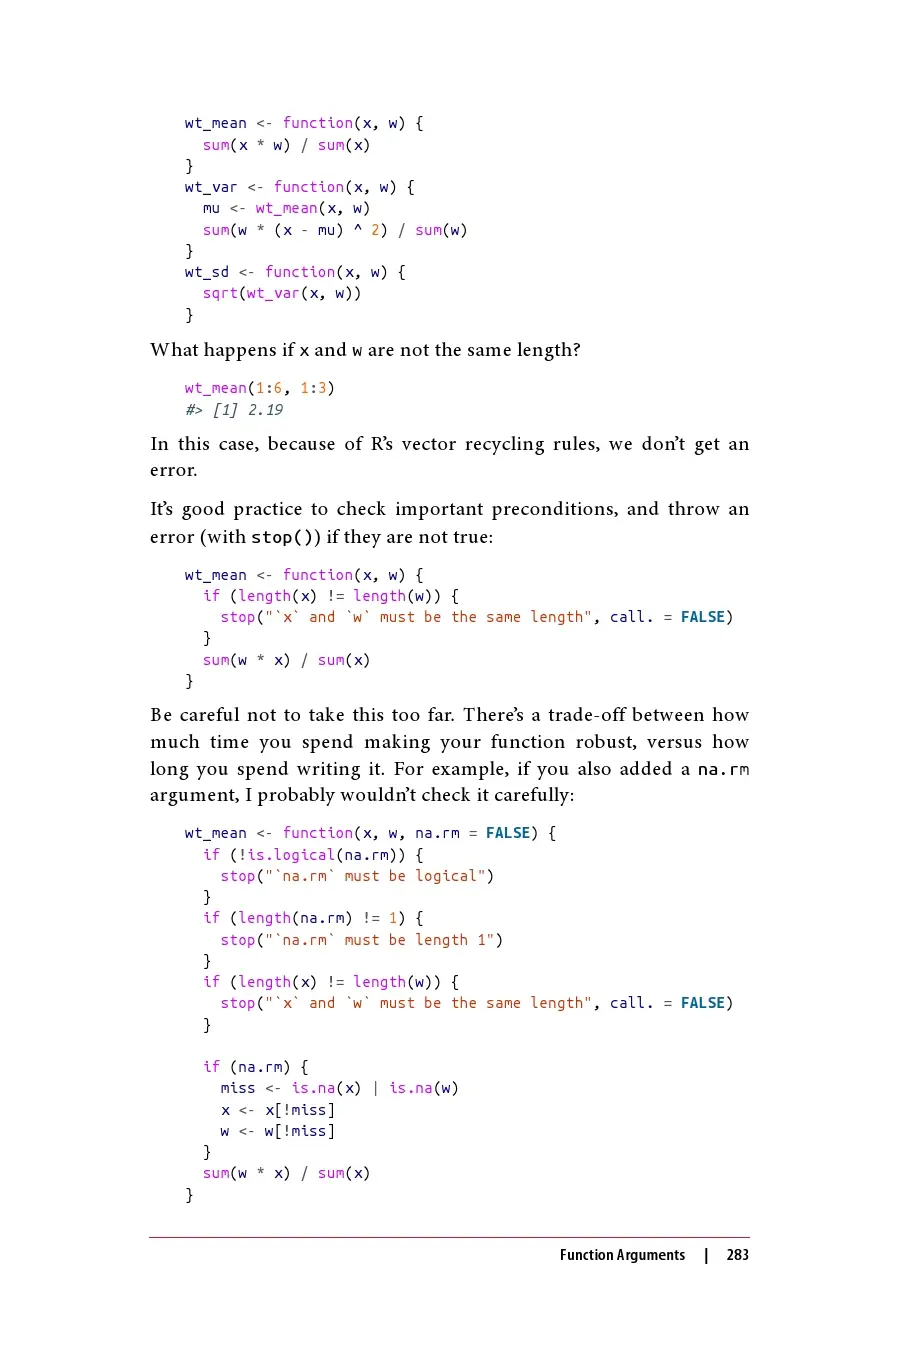 wt_mean <- function(x, w) {
  sum(x * w) / sum(x)
}
wt_var <- function(x, w) {
  mu <- wt_mean(x, w)
  sum(w * (x - mu) ^ 2) / sum(w)
}
wt_sd <- function(x, w) {
  sqrt(wt_var(x, w))
}
What happens if x and w are not the same length?
wt_mean(1:6, 1:3)
#> [1] 2.19
In this case, because of R’s vector recycling rules, we don’t get an
error.
It’s good practice to check important preconditions, and throw an
error (with stop()) if they are not true:
wt_mean <- function(x, w) {
  if (length(x) != length(w)) {
    stop("`x` and `w` must be the same length", call. = FALSE)
  }
  sum(w * x) / sum(x)
}
Be careful not to take this too far. There’s a trade-off between how
much time you spend making your function robust, versus how
long you spend writing it. For example, if you also added a na.rm
argument, I probably wouldn’t check it carefully:
wt_mean <- function(x, w, na.rm = FALSE) {
  if (!is.logical(na.rm)) {
    stop("`na.rm` must be logical")
  }
  if (length(na.rm) != 1) {
    stop("`na.rm` must be length 1")
  }
  if (length(x) != length(w)) {
    stop("`x` and `w` must be the same length", call. = FALSE)
  }
  if (na.rm) {
    miss <- is.na(x) | is.na(w)
    x <- x[!miss]
    w <- w[!miss]
  }
  sum(w * x) / sum(x)
}
Function Arguments | 283